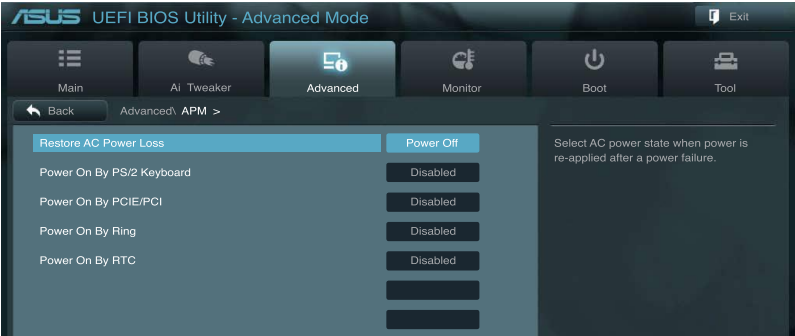 ASUS UEFI BIOS Utility - Advanced Mode
Exit
Main
Ai Tweaker
Advanced
Monitor
Boot
Tool
Back
Advanced\ APM >
Restore AC Power Loss Power Off
Power On By PS/2 Keyboard Disabled
Power On By PCIE/PCI Disabled
Power On By Ring Disabled
Power On By RTC Disabled
Select AC power state when power is
re-applied after a power failure.